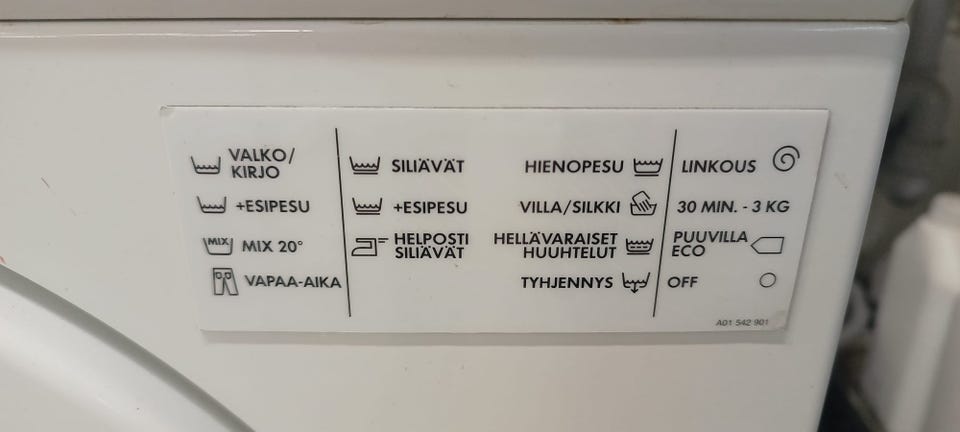 VALKO/
KIRJO
+ESIPESU
MIX
MIX 20°
VAPAA-AIKA
SILIÄVÄT
+ESIPESU
HELPOSTI
SILIÄVÄT
HIENOPESU
VILLA/SILKKI
HELLÄVARAISET
HUUHTELUT
TYHJENNYS
LINKOUS
30 MIN. - 3 KG
PUUVILLA
ECO
OFF
A01 542 901